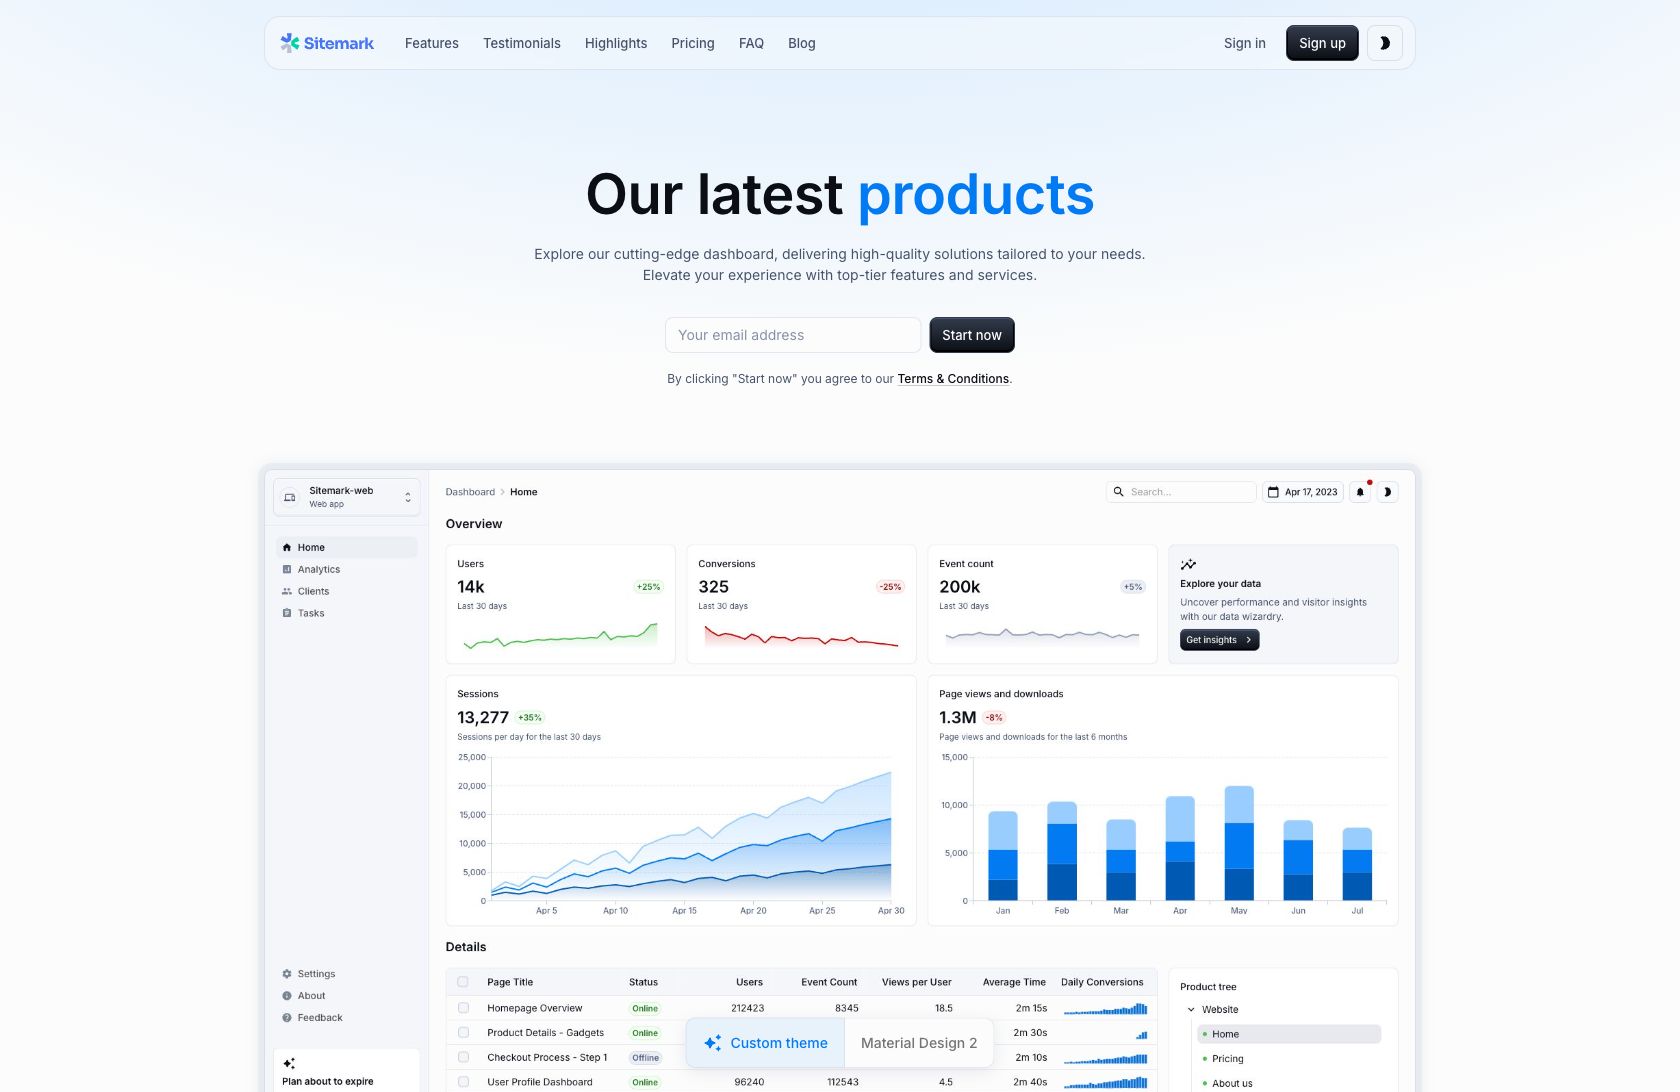 Sitemark
Features
Testimonials
Highlights
Pricing
FAQ
Blog
Sign in
Sign up
Our latest products
Explore our cutting-edge dashboard, delivering high-quality solutions tailored to your needs.
Elevate your experience with top-tier features and services.
Your email address
Start now
By clicking "Start now" you agree to our Terms & Conditions.
Sitemark-web
Web app
Home
Analytics
Clients
Tasks
Settings
About
Feedback
Plan about to expire
Dashboard
Home
Search...
Apr 17, 2023
Overview
Users
14k
+25%
Last 30 days
Conversions
325
-25%
Last 30 days
Event count
200k
+5%
Last 30 days
Explore your data
Uncover performance and visitor insights
with our data wizardry.
Get insights
Sessions
13,277 +35%
Sessions per day for the last 30 days
25,000
20,000
15,000
10,000
5,000
0
Apr 5
Apr 10
Apr 15
Apr 20
Apr 25
Apr 30
Page views and downloads
1.3M -8%
Page views and downloads for the last 6 months
15,000
10,000
5,000
0
Jan
Feb
Mar
Apr
May
Jun
Jul
Details
Page Title Status Users Event Count Views per User Average Time Daily Conversions
Homepage Overview Online 212423 8345 18.5 2m 15s
Product Details - Gadgets Online 2m 30s
Checkout Process - Step 1 Offline 2m 10s
User Profile Dashboard Online 96240 112543 4.5 2m 40s
Custom theme
Material Design 2
Product tree
Website
Home
Pricing
About us